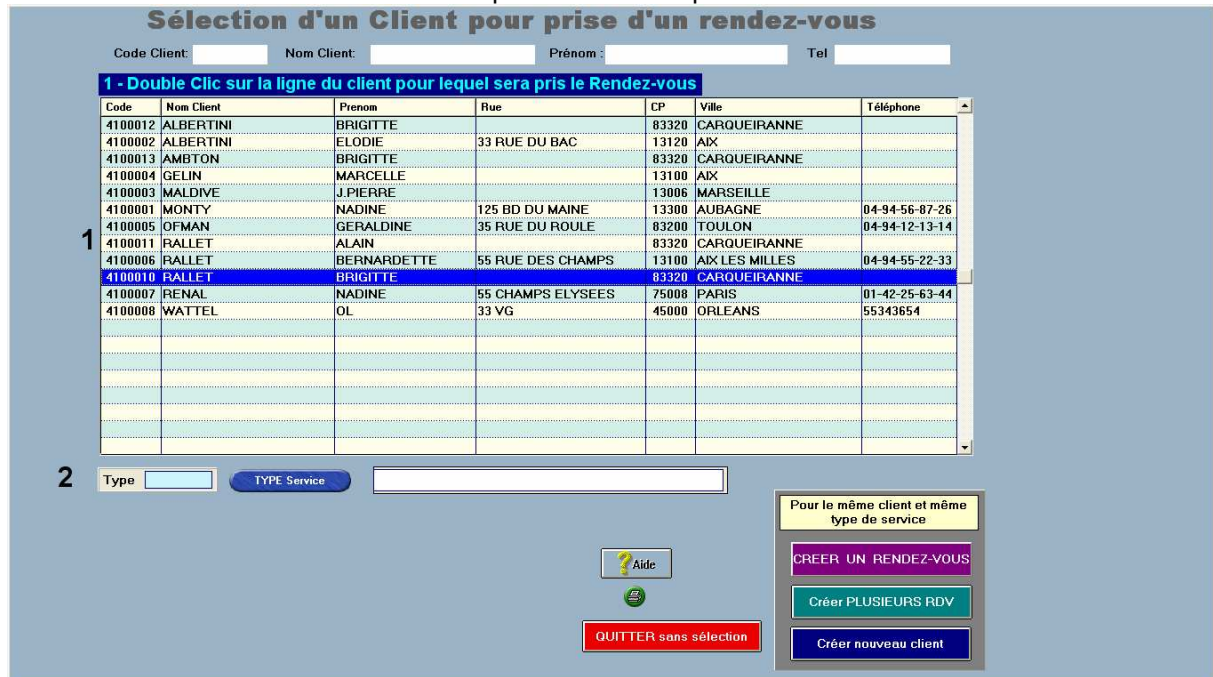 Sélection d'un Client pour prise d'un rendez-vous
Code Client: Nom Client: Prénom : Tel
1 - Double Clic sur la ligne du client pour lequel sera pris le Rendez-vous
Code Nom Client Prenom Rue CP Ville Téléphone
4100012 ALBERTINI BRIGITTE 83320 CARQUEIRANNE
4100002 ALBERTINI ELODIE 33 RUE DU BAC 13120 AIX
4100013 AMBTON BRIGITTE 83320 CARQUEIRANNE
4100004 GELIN MARCELLE 13100 AIX
4100003 MALDIVE J.PIERRE 13006 MARSEILLE
4100001 MONTY NADINE 125 BD DU MAINE 13300 AUBAGNE 04-94-56-87-26
4100005 OFMAN GERALDINE 35 RUE DU ROULE 83200 TOULON 04-94-12-13-14
1 4100011 RALLET ALAIN 83320 CARQUEIRANNE
4100006 RALLET BERNARDETTE 55 RUE DES CHAMPS 13100 AIX LES MILLES 04-94-55-22-33
4100010 RALLET BRIGITTE 83320 CARQUEIRANNE
4100007 RENAL NADINE 55 CHAMPS ELYSEES 75008 PARIS 01-42-25-63-44
4100008 WATTEL OL 33 VG 45000 ORLEANS 55343654
2 Type TYPE Service
Pour le même client et même
type de service
CREER UN RENDEZ-VOUS
? Aide
Créer PLUSIEURS RDV
QUITTER sans sélection
Créer nouveau client